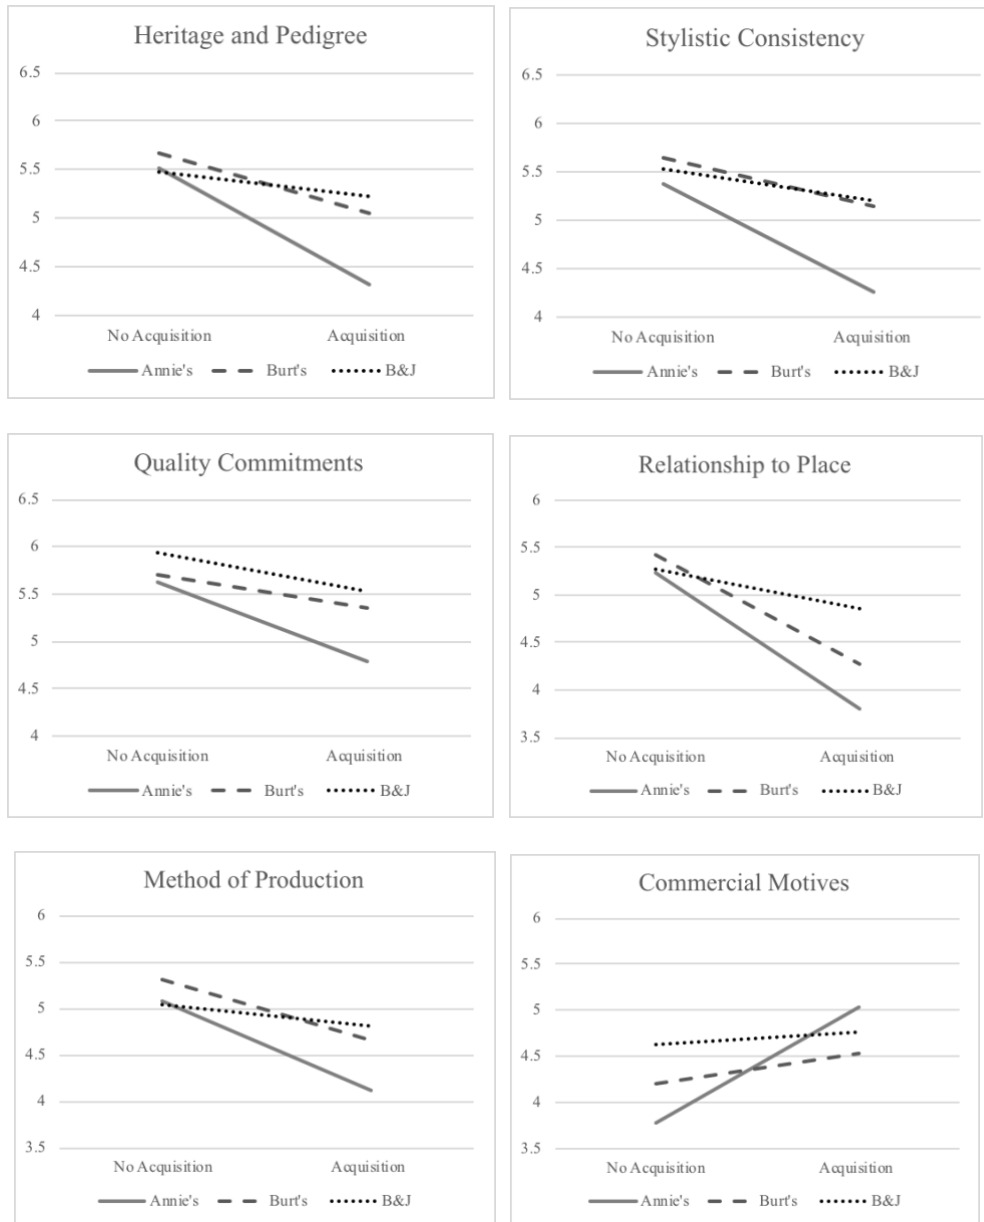 Heritage and Pedigree
6.5
6
5.5
5
4.5
4
No Acquisition Acquisition
Annie's Burt's B&J
Stylistic Consistency
6.5
6
5.5
5
4.5
4
No Acquisition Acquisition
Annie's Burt's B&J
Quality Commitments
6.5
6
5.5
5
4.5
4
No Acquisition Acquisition
Annie's Burt's B&J
Relationship to Place
6
5.5
5
4.5
4
3.5
No Acquisition Acquisition
Annie's Burt's B&J
Method of Production
6
5.5
5
4.5
4
3.5
No Acquisition Acquisition
Annie's Burt's B&J
Commercial Motives
6
5.5
5
4.5
4
3.5
No Acquisition Acquisition
Annie's Burt's B&J